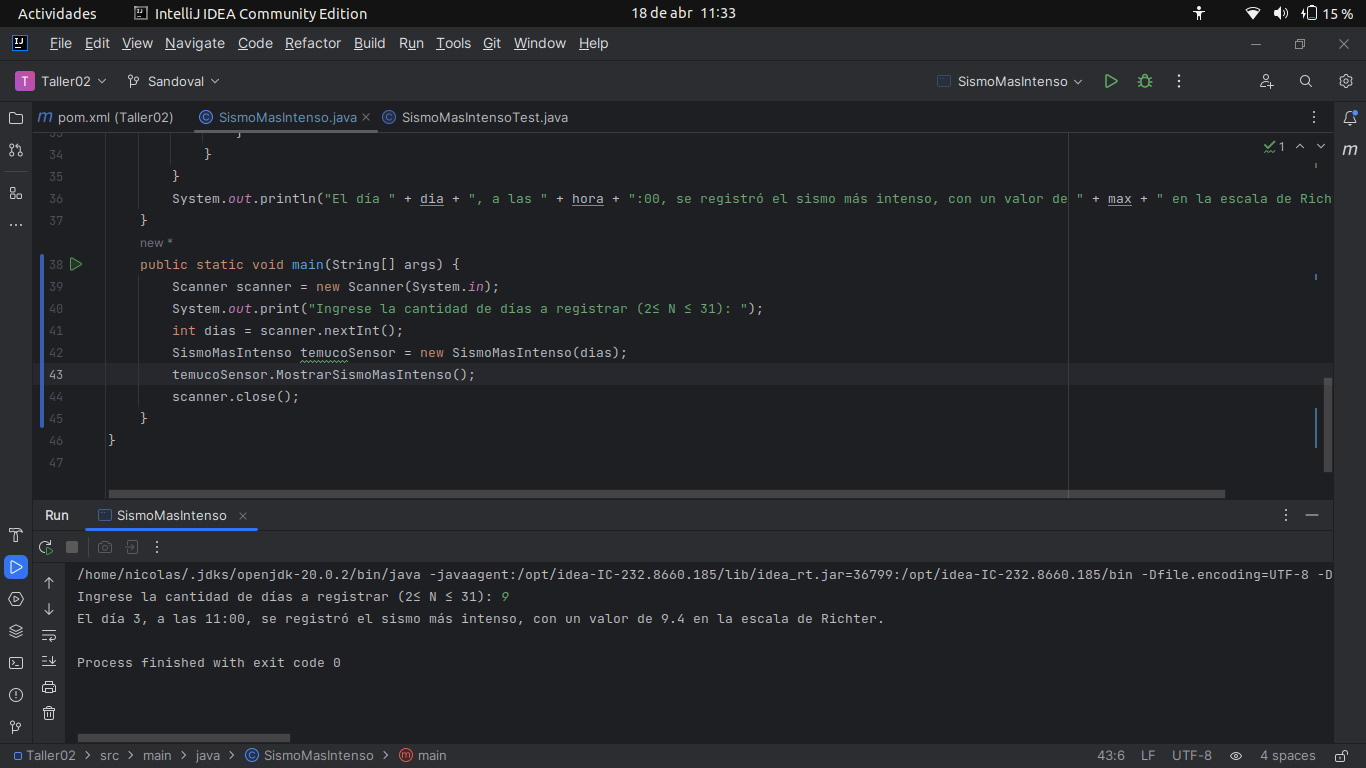 Actividades IntelliJ IDEA Community Edition 18 de abr 11:33 15 %
File Edit View Navigate Code Refactor Build Run Tools Git Window Help
T Taller02 Sandoval SismoMasIntenso
pom.xml (Taller02) SismoMasIntenso.java SismoMasIntensoTest.java
33 }
34 } 1
35 }
36 System.out.println("El día " + dia + ", a las " + hora + ":00, se registró el sismo más intenso, con un valor de " + max + " en la escala de Rich
37 }
new *
38 public static void main(String[] args) {
39 Scanner scanner = new Scanner(System.in);
40 System.out.print("Ingrese la cantidad de días a registrar (2≤ N ≤ 31): ");
41 int dias = scanner.nextInt();
42 SismoMasIntenso temucoSensor = new SismoMasIntenso(dias);
43 temucoSensor.MostrarSismoMasIntenso();
44 scanner.close();
45 }
46 }
47
Run SismoMasIntenso
/home/nicolas/.jdks/openjdk-20.0.2/bin/java -javaagent:/opt/idea-IC-232.8660.185/lib/idea_rt.jar=36799:/opt/idea-IC-232.8660.185/bin -Dfile.encoding=UTF-8 -D
Ingrese la cantidad de días a registrar (2≤ N ≤ 31): 9
El día 3, a las 11:00, se registró el sismo más intenso, con un valor de 9.4 en la escala de Richter.
Process finished with exit code 0
Taller02 > src > main > java > SismoMasIntenso > main 43:6 LF UTF-8 4 spaces